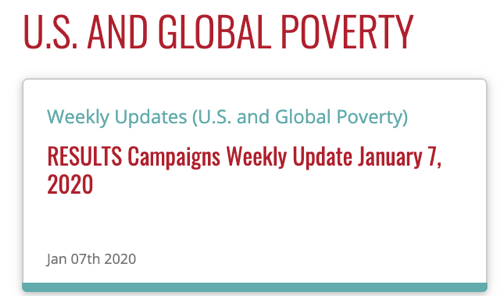 U.S. AND GLOBAL POVERTY
Weekly Updates (U.S. and Global Poverty)
RESULTS Campaigns Weekly Update January 7,
2020
Jan 07th 2020